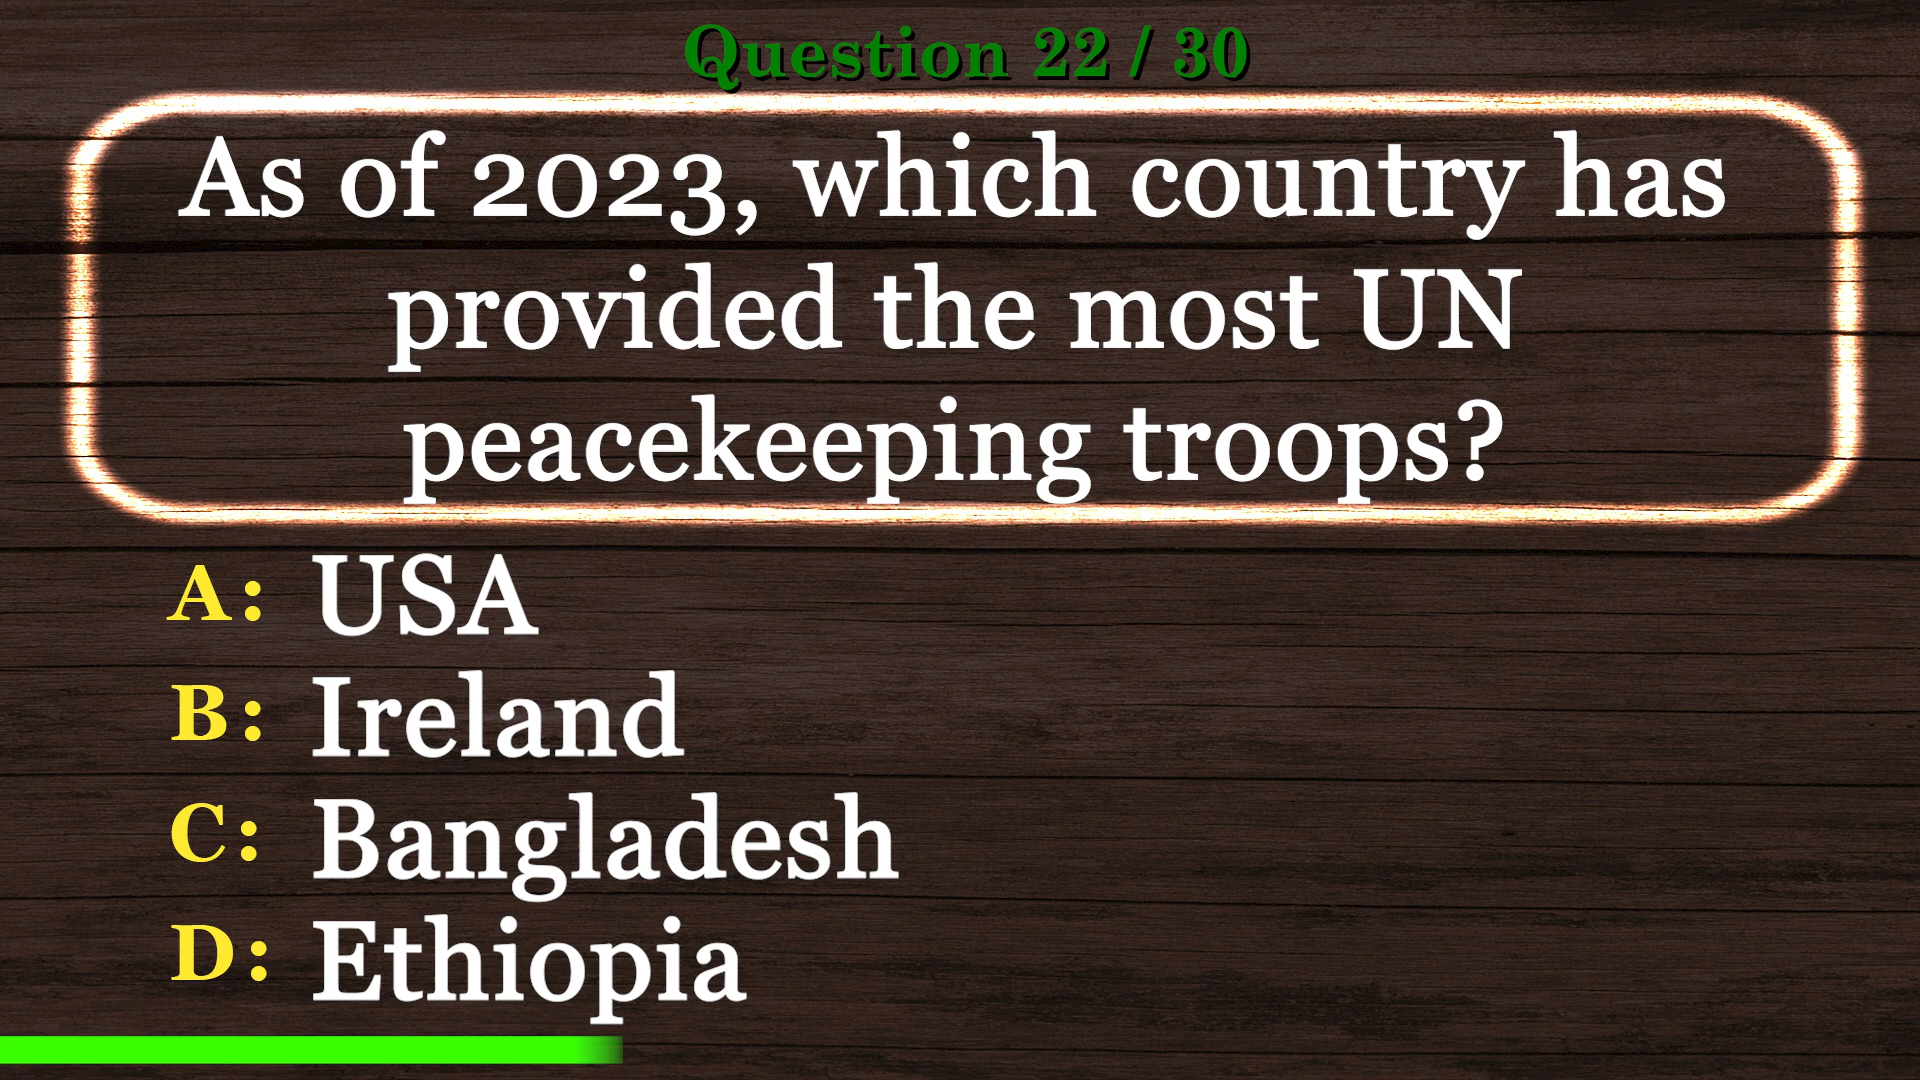 Question 22 / 30
As of 2023, which country has
provided the most UN
peacekeeping troops?
A: USA
B: Ireland
C: Bangladesh
D: Ethiopia